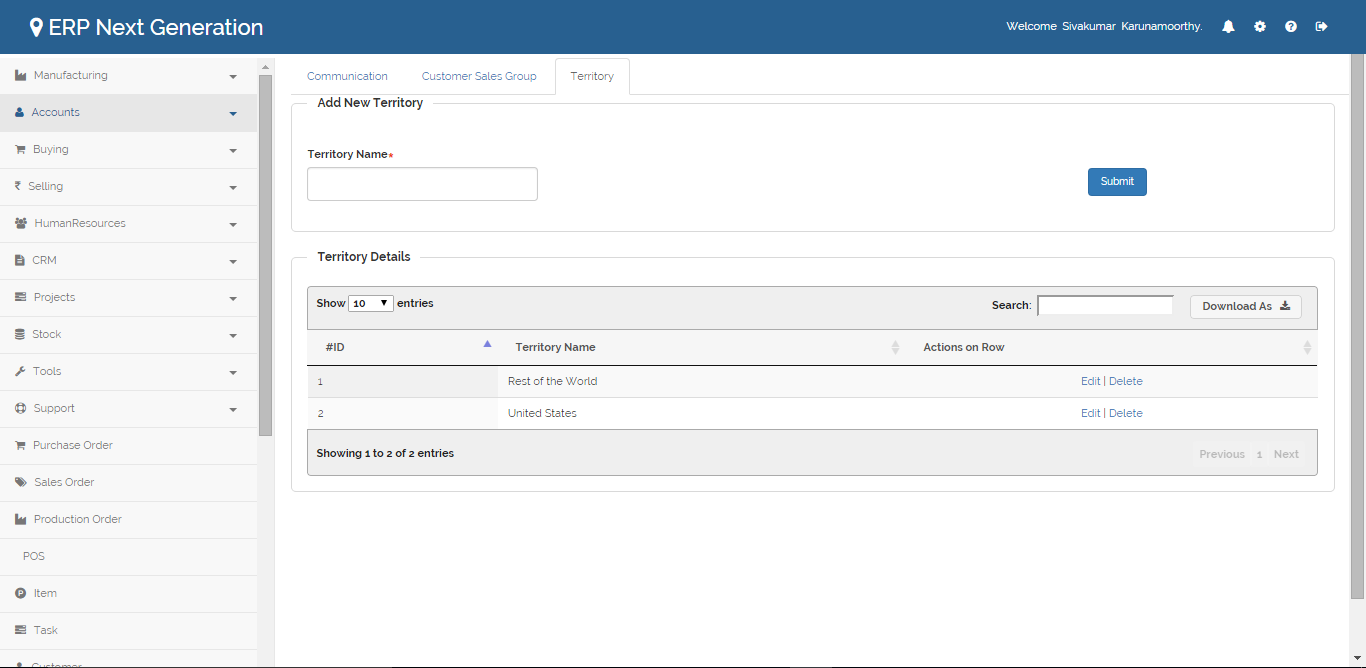 ERP Next Generation
Welcome Sivakumar Karunamoorthy.
Manufacturing
Accounts
Buying
Selling
HumanResources
CRM
Projects
Stock
Tools
Support
Purchase Order
Sales Order
Production Order
POS
Item
Task
Customer
Communication Customer Sales Group Territory
Add New Territory
Territory Name*
Submit
Territory Details
Show 10 entries Search: Download As
#ID Territory Name Actions on Row
1 Rest of the World Edit | Delete
2 United States Edit | Delete
Showing 1 to 2 of 2 entries Previous 1 Next